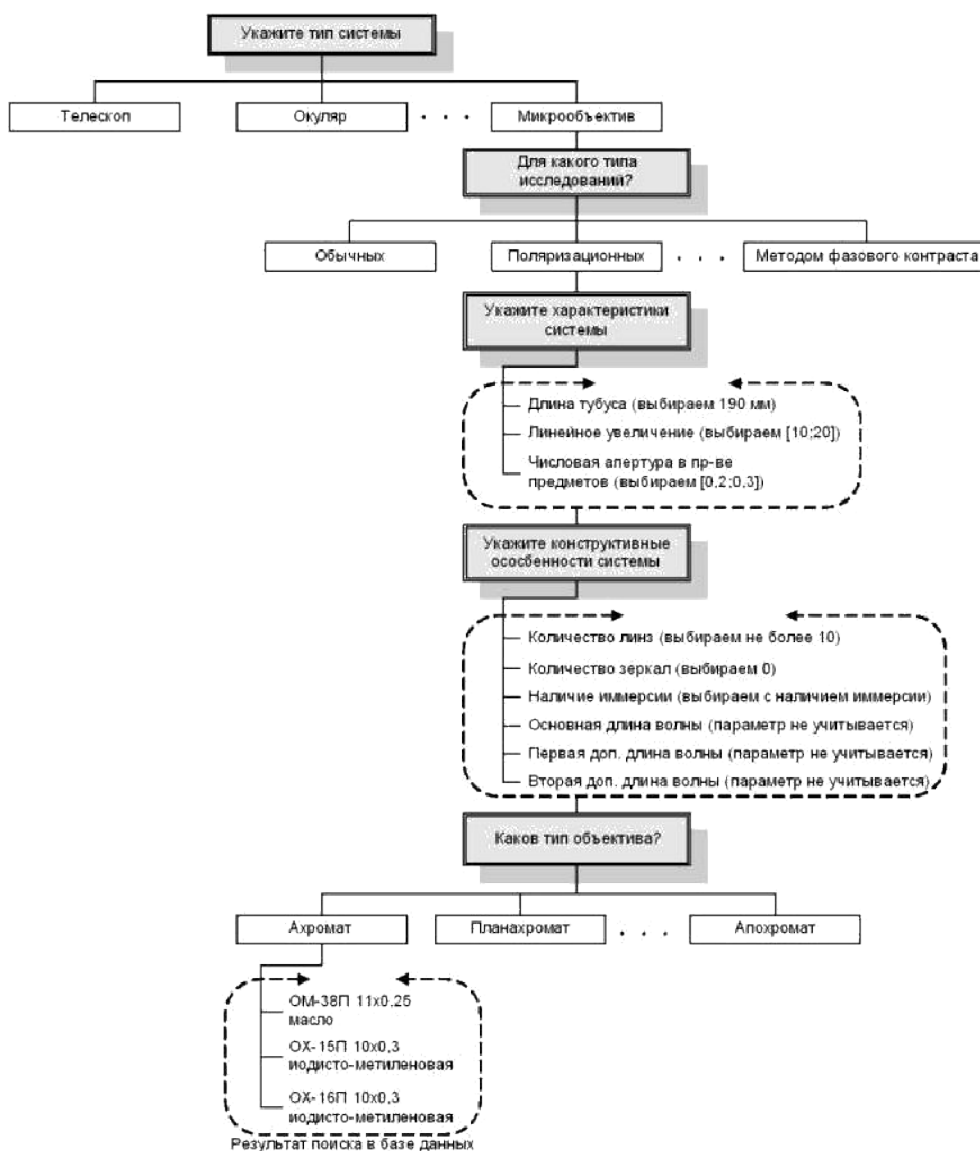 Укажите тип системы
Телескоп
Окуляр
. . .
Микрообъектив
Для какого типа
исследований?
Обычных
Поляризационных
. . .
Методом фазового контраста
Укажите характеристики
системы
Длина тубуса (выбираем 190 мм)
Линейное увеличение (выбираем [10;20])
Числовая апертура в пр-ве
предметов (выбираем [0,2;0,3])
Укажите конструктивные
ососбенности системы
Количество линз (выбираем не более 10)
Количество зеркал (выбираем 0)
Наличие иммерсии (выбираем с наличием иммерсии)
Основная длина волны (параметр не учитывается)
Первая доп. длина волны (параметр не учитывается)
Вторая доп. длина волны (параметр не учитывается)
Каков тип объектива?
Ахромат
Планахромат
. . .
Апохромат
ОМ-38П 11x0,25
масло
ОХ-15П 10x0,3
иодисто-метиленовая
ОХ-16П 10x0,3
иодисто-метиленовая
Результат поиска в базе данных